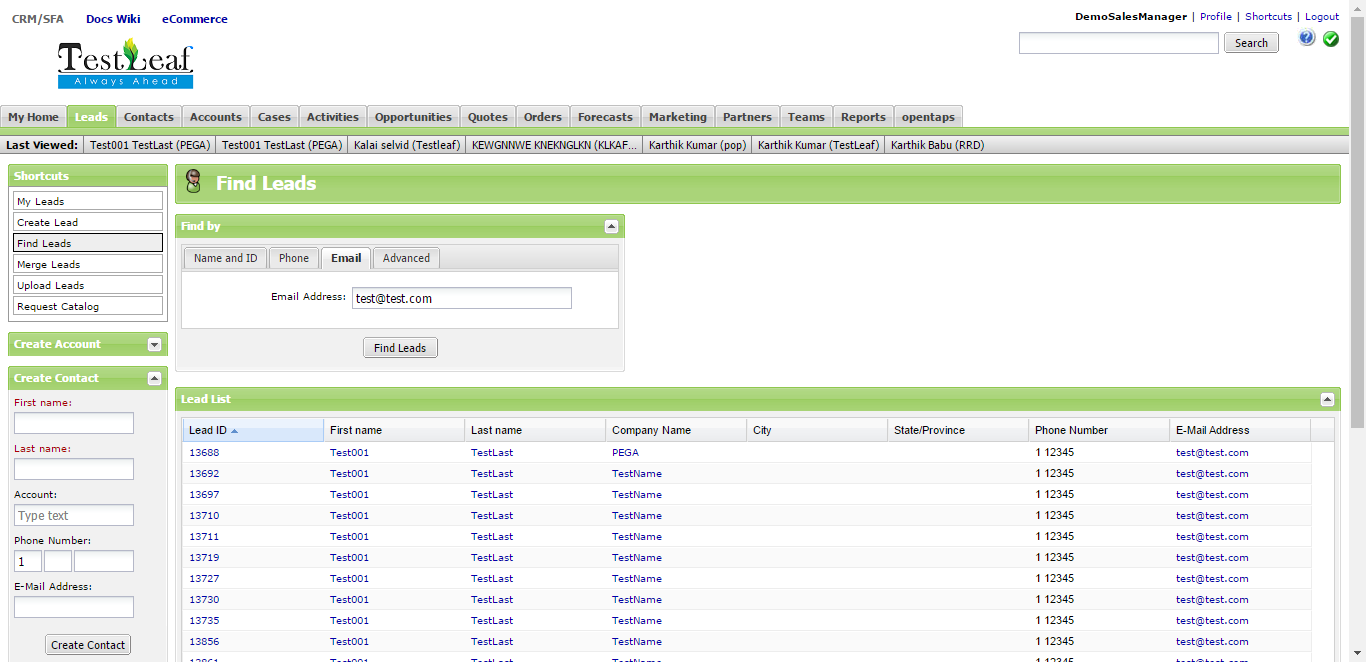 CRM/SFA Docs Wiki eCommerce
DemoSalesManager | Profile | Shortcuts | Logout
Search
TestLeaf
Always Ahead
My Home Leads Contacts Accounts Cases Activities Opportunities Quotes Orders Forecasts Marketing Partners Teams Reports opentaps
Last Viewed: Test001 TestLast (PEGA) Test001 TestLast (PEGA) Kalai selvid (Testleaf) KEWGNNWE KNEKNGLKN (KLKAF... Karthik Kumar (pop) Karthik Kumar (TestLeaf) Karthik Babu (RRD)
Shortcuts
My Leads
Create Lead
Find Leads
Merge Leads
Upload Leads
Request Catalog
Create Account
Create Contact
First name:
Last name:
Account:
Type text
Phone Number:
1
E-Mail Address:
Create Contact
Find Leads
Find by
Name and ID Phone Email Advanced
Email Address: test@test.com
Find Leads
Lead List
Lead ID First name Last name Company Name City State/Province Phone Number E-Mail Address
13688 Test001 TestLast PEGA 1 12345 test@test.com
13692 Test001 TestLast TestName 1 12345 test@test.com
13697 Test001 TestLast TestName 1 12345 test@test.com
13710 Test001 TestLast TestName 1 12345 test@test.com
13711 Test001 TestLast TestName 1 12345 test@test.com
13719 Test001 TestLast TestName 1 12345 test@test.com
13727 Test001 TestLast TestName 1 12345 test@test.com
13730 Test001 TestLast TestName 1 12345 test@test.com
13735 Test001 TestLast TestName 1 12345 test@test.com
13856 Test001 TestLast TestName 1 12345 test@test.com